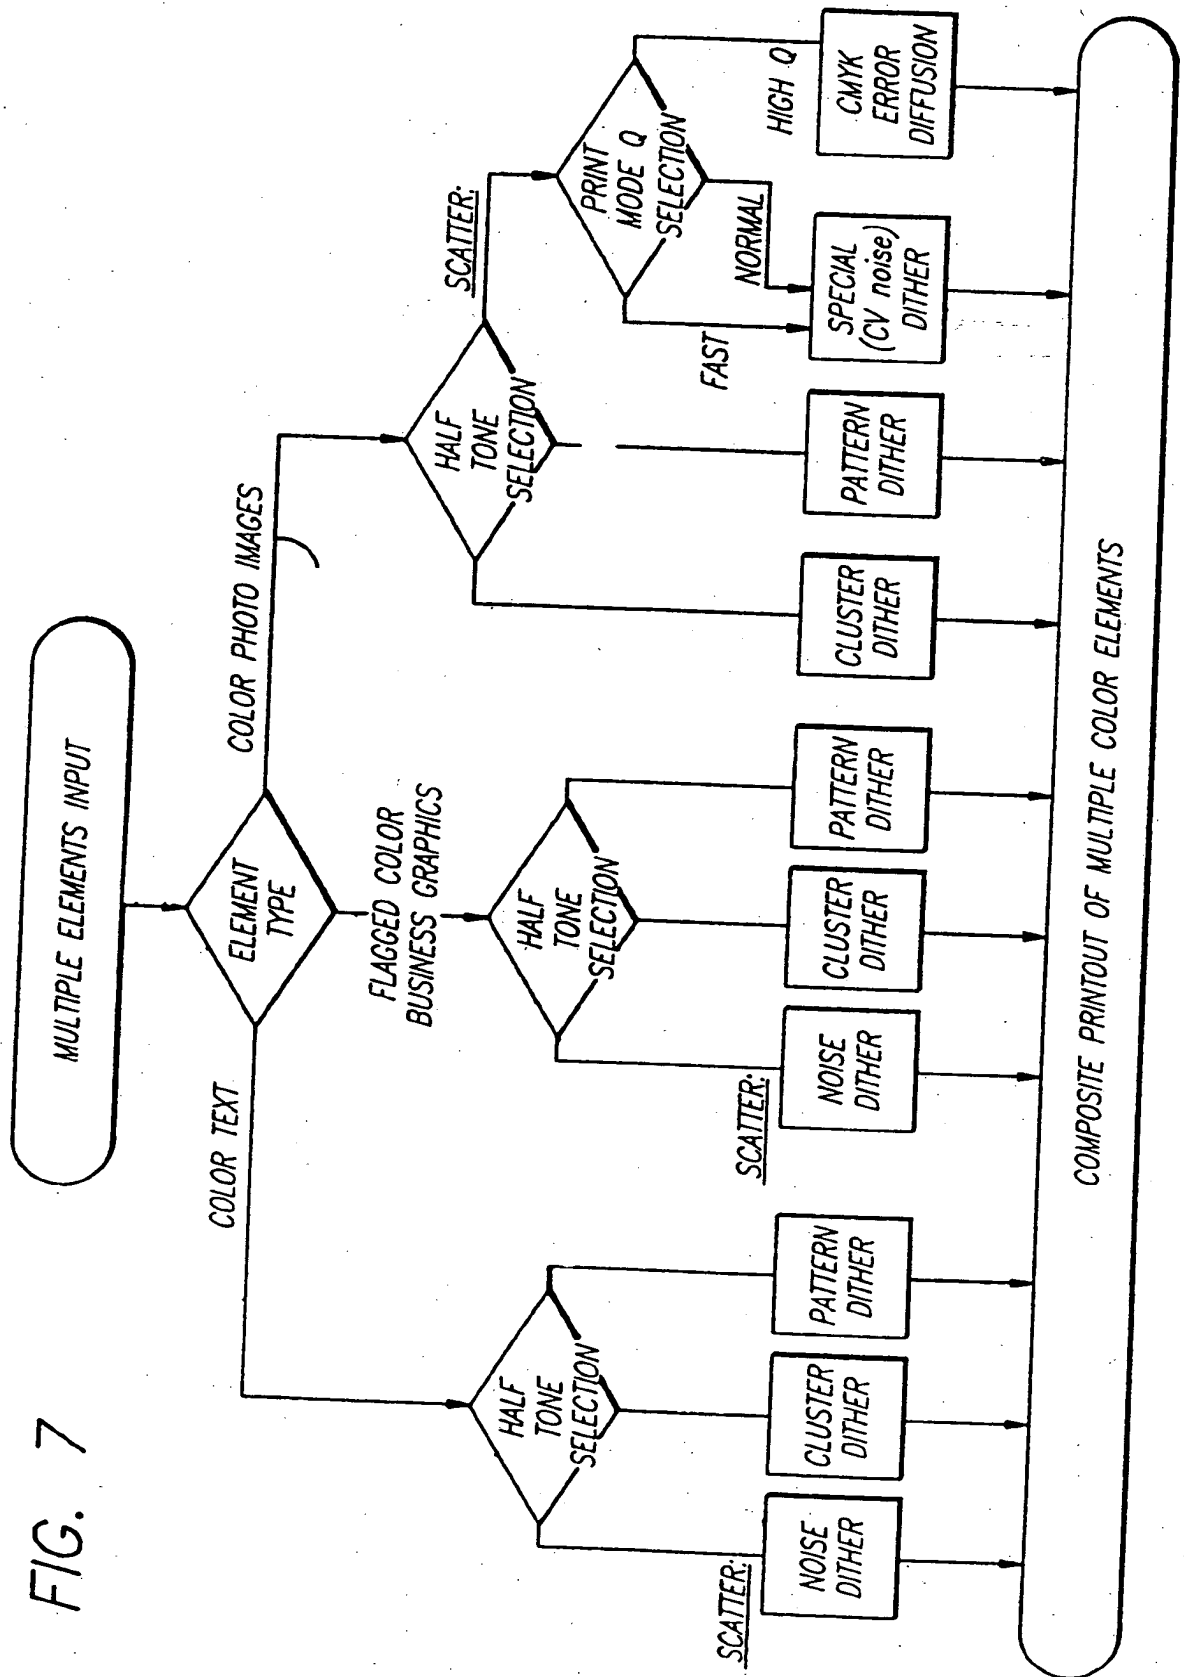 FIG. 7
MULTIPLE ELEMENTS INPUT
ELEMENT
TYPE
COLOR TEXT
FLAGGED COLOR
BUSINESS GRAPHICS
COLOR PHOTO IMAGES
HALF
TONE
SELECTION
HALF
TONE
SELECTION
HALF
TONE
SELECTION
SCATTER:
PRINT
MODE Q
SELECTION
FAST
NORMAL
HIGH Q
SCATTER:
NOISE
DITHER
CLUSTER
DITHER
PATTERN
DITHER
SCATTER:
NOISE
DITHER
CLUSTER
DITHER
PATTERN
DITHER
CLUSTER
DITHER
PATTERN
DITHER
SPECIAL
(CV noise)
DITHER
CMYK
ERROR
DIFFUSION
COMPOSITE PRINTOUT OF MULTIPLE COLOR ELEMENTS